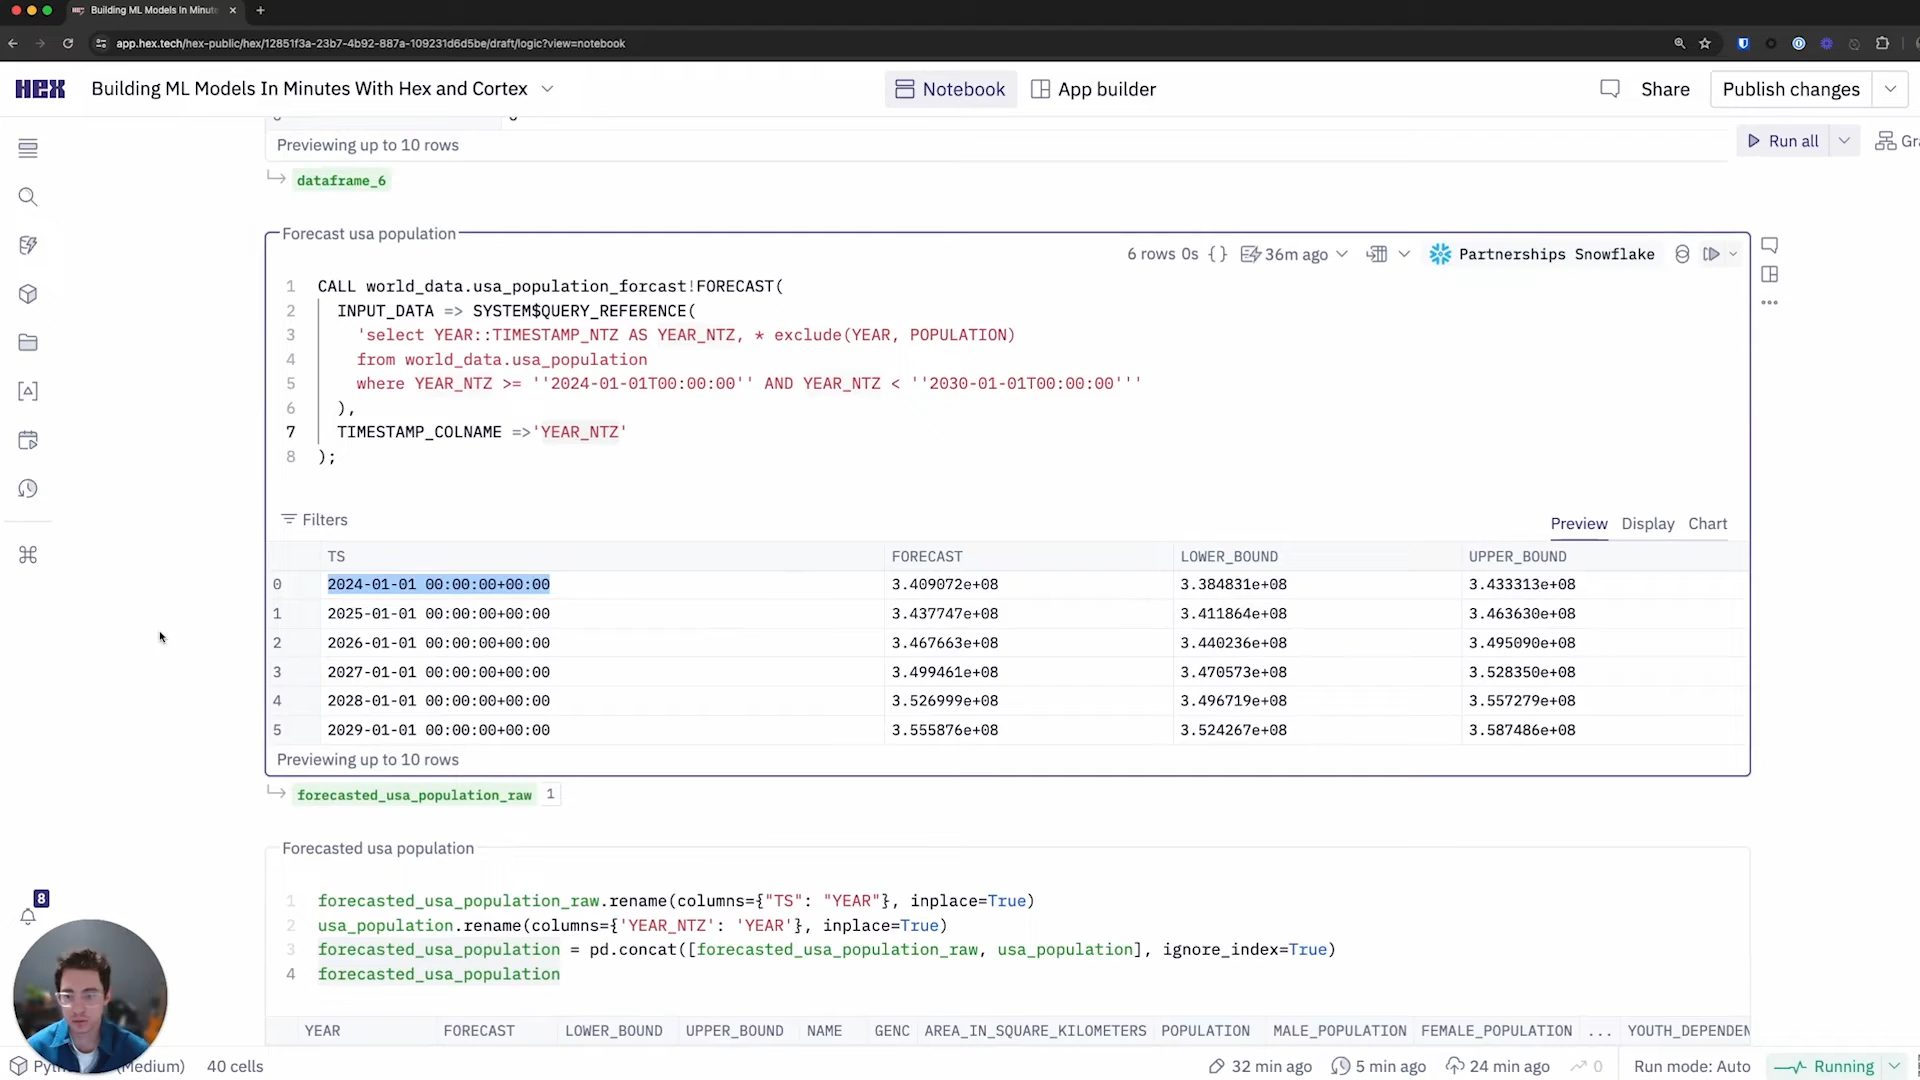 Building ML Models In Minute
app.hex.tech/hex-public/hex/12851f3a-23b7-4b92-887a-109231d6d5be/draft/logic?view=notebook
HEX
Building ML Models In Minutes With Hex and Cortex
Notebook
App builder
Share
Publish changes
Previewing up to 10 rows
Run all
dataframe_6
Forecast usa population
6 rows 0s {} 36m ago
Partnerships Snowflake
1 CALL world_data.usa_population_forcast!FORECAST(
2 INPUT_DATA => SYSTEM$QUERY_REFERENCE(
3 'select YEAR::TIMESTAMP_NTZ AS YEAR_NTZ, * exclude(YEAR, POPULATION)
4 from world_data.usa_population
5 where YEAR_NTZ >= ''2024-01-01T00:00:00'' AND YEAR_NTZ < ''2030-01-01T00:00:00'''
6 ),
7 TIMESTAMP_COLNAME =>'YEAR_NTZ'
8 );
Filters
Preview Display Chart
TS FORECAST LOWER_BOUND UPPER_BOUND
0 2024-01-01 00:00:00+00:00 3.409072e+08 3.384831e+08 3.433313e+08
1 2025-01-01 00:00:00+00:00 3.437747e+08 3.411864e+08 3.463630e+08
2 2026-01-01 00:00:00+00:00 3.467663e+08 3.440236e+08 3.495090e+08
3 2027-01-01 00:00:00+00:00 3.499461e+08 3.470573e+08 3.528350e+08
4 2028-01-01 00:00:00+00:00 3.526999e+08 3.496719e+08 3.557279e+08
5 2029-01-01 00:00:00+00:00 3.555876e+08 3.524267e+08 3.587486e+08
Previewing up to 10 rows
forecasted_usa_population_raw 1
Forecasted usa population
1 forecasted_usa_population_raw.rename(columns={"TS": "YEAR"}, inplace=True)
2 usa_population.rename(columns={'YEAR_NTZ': 'YEAR'}, inplace=True)
3 forecasted_usa_population = pd.concat([forecasted_usa_population_raw, usa_population], ignore_index=True)
4 forecasted_usa_population
8
YEAR FORECAST LOWER_BOUND UPPER_BOUND NAME GENC AREA_IN_SQUARE_KILOMETERS POPULATION MALE_POPULATION FEMALE_POPULATION ... YOUTH_DEPENDEN
Medium) 40 cells
32 min ago 5 min ago 24 min ago 0
Run mode: Auto
Running